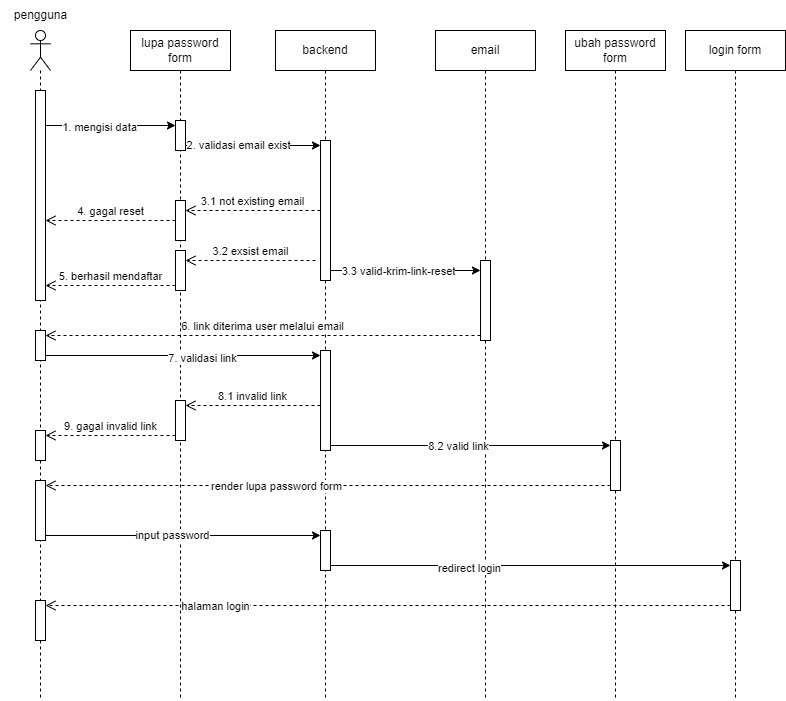 pengguna
lupa password
form
backend
email
ubah password
form
login form
1. mengisi data
2. validasi email exist
3.1 not existing email
4. gagal reset
3.2 exsist email
3.3 valid-krim-link-reset
5. berhasil mendaftar
6. link diterima user melalui email
7. validasi link
8.1 invalid link
9. gagal invalid link
8.2 valid link
render lupa password form
input password
redirect login
halaman login